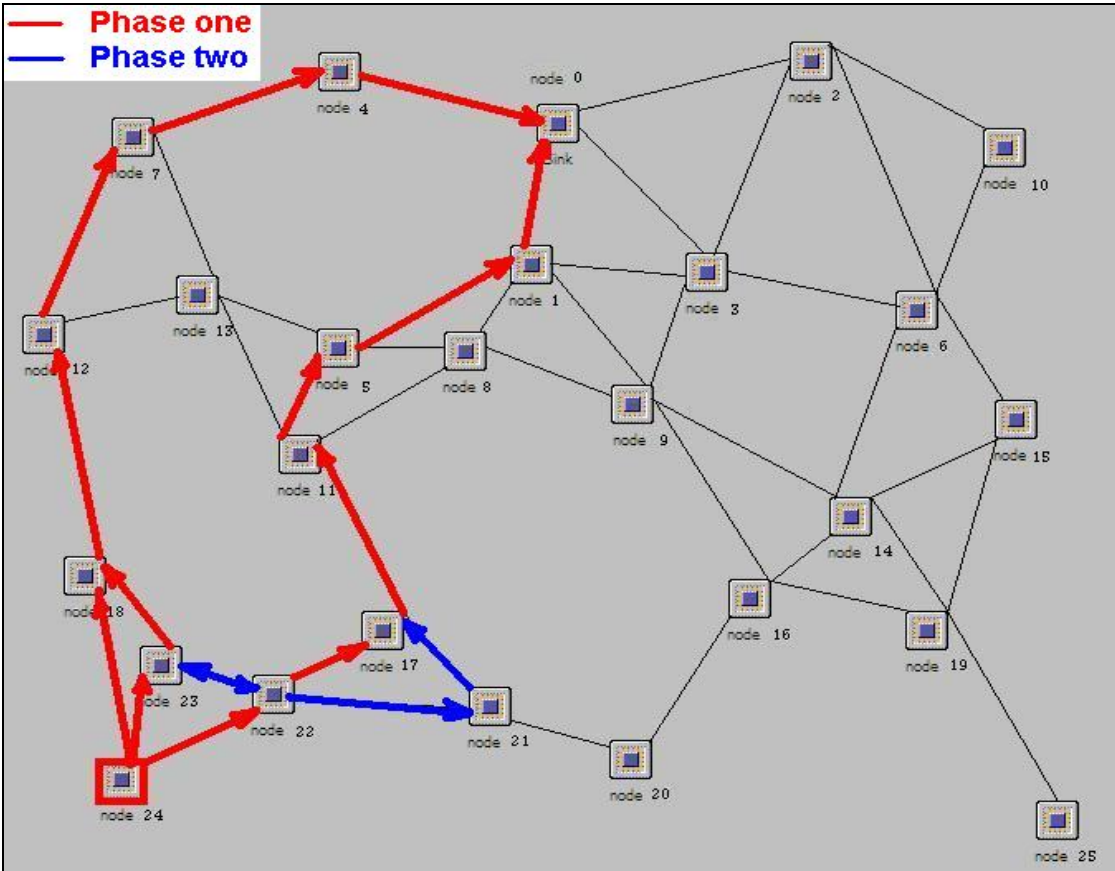 Phase one
Phase two
node 4
node 0
Sink
node 2
node 7
node 10
node 13
node 1
node 3
node 12
node 5
node 8
node 6
node 9
node 11
node 15
node 14
node 18
node 17
node 16
node 19
node 23
node 22
node 21
node 20
node 24
node 25